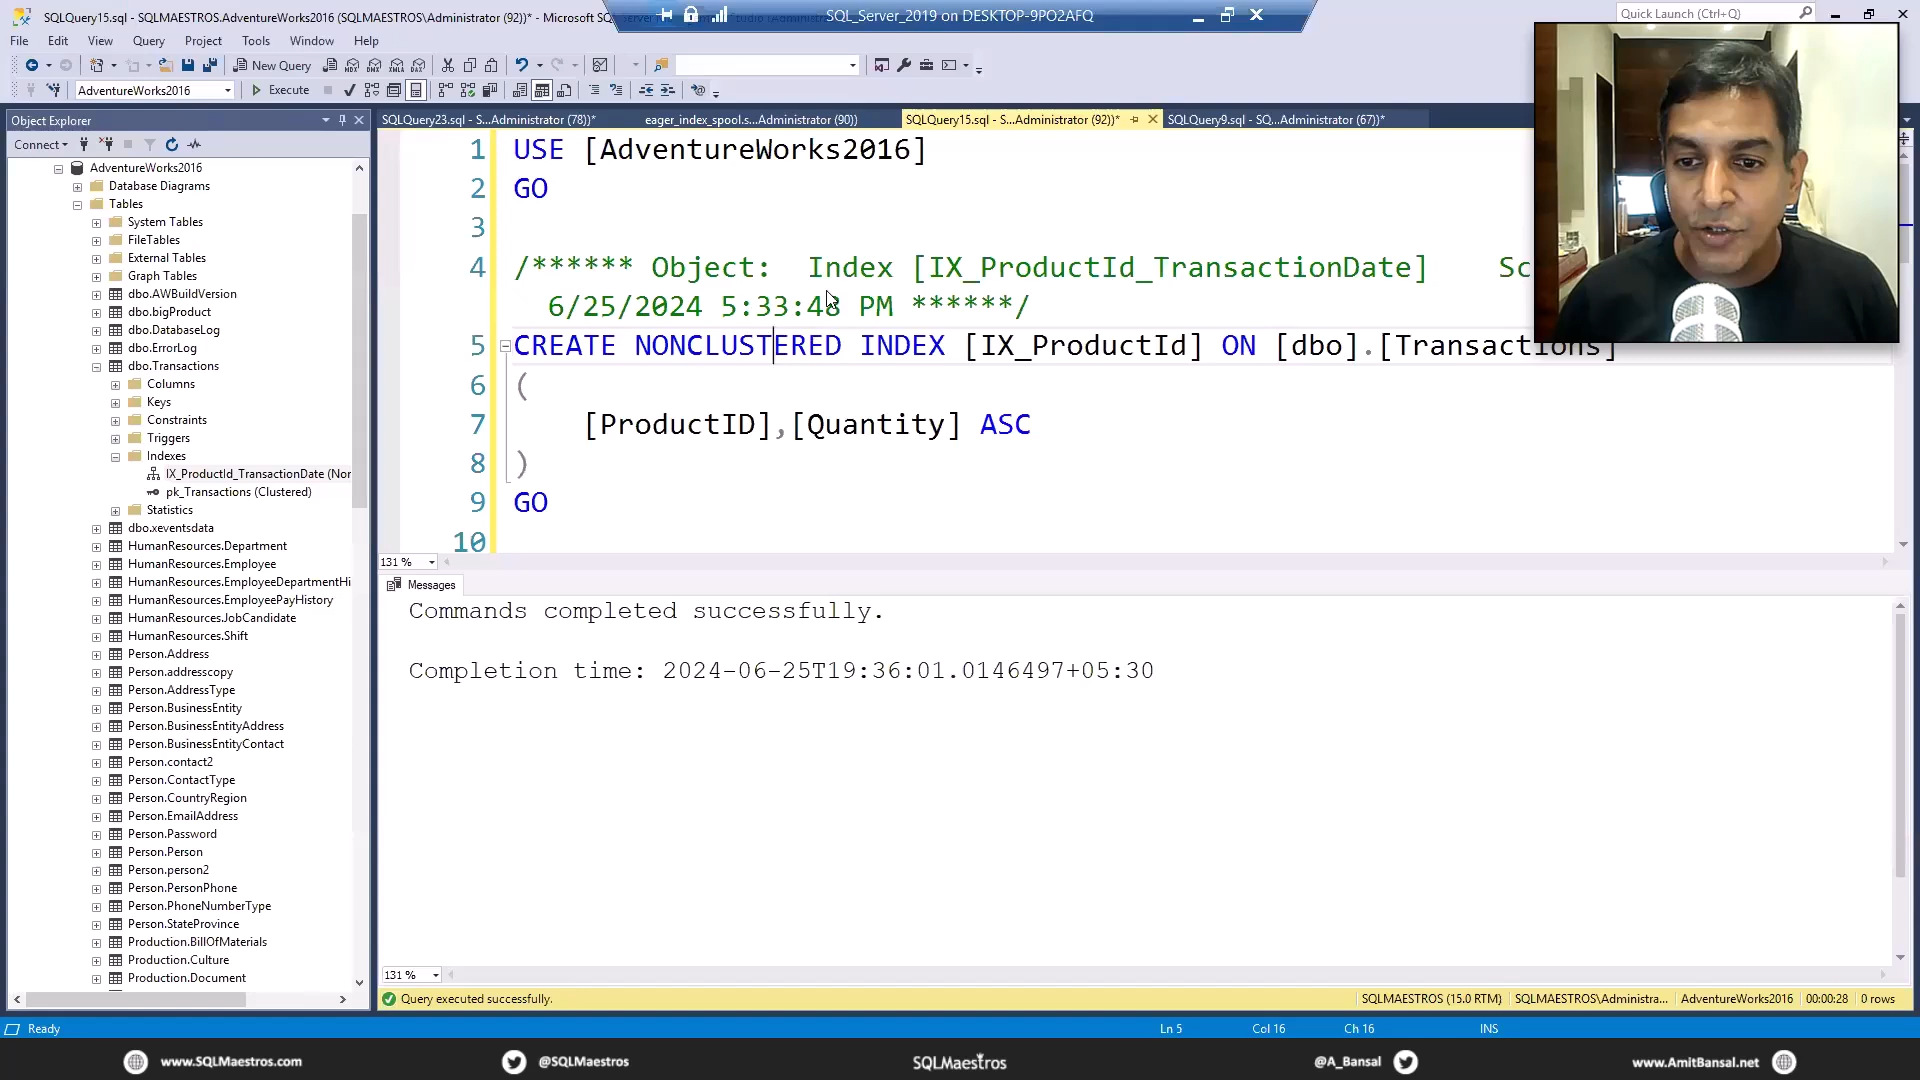 SQLQuery15.sql - SQLMAESTROS.AdventureWorks2016 (SQLMAESTROS\Administrator (92))* - Microsoft SQ
SQL_Server_2019 on DESKTOP-9PO2AFQ
Quick Launch (Ctrl+Q)
File Edit View Query Project Tools Window Help
New Query
AdventureWorks2016 Execute
Object Explorer
Connect
AdventureWorks2016
Database Diagrams
Tables
System Tables
FileTables
External Tables
Graph Tables
dbo.AWBuildVersion
dbo.bigProduct
dbo.DatabaseLog
dbo.ErrorLog
dbo.Transactions
Columns
Keys
Constraints
Triggers
Indexes
IX_ProductId_TransactionDate (Nor
pk_Transactions (Clustered)
Statistics
dbo.xeventsdata
HumanResources.Department
HumanResources.Employee
HumanResources.EmployeeDepartmentHi
HumanResources.EmployeePayHistory
HumanResources.JobCandidate
HumanResources.Shift
Person.Address
Person.addresscopy
Person.AddressType
Person.BusinessEntity
Person.BusinessEntityAddress
Person.BusinessEntityContact
Person.contact2
Person.ContactType
Person.CountryRegion
Person.EmailAddress
Person.Password
Person.Person
Person.person2
Person.PersonPhone
Person.PhoneNumberType
Person.StateProvince
Production.BillOfMaterials
Production.Culture
Production.Document
SQLQuery23.sql - S...Administrator (78))* eager_index_spool.s...Administrator (90)) SQLQuery15.sql - S...Administrator (92))* SQLQuery9.sql - SQ...Administrator (67))*
1 USE [AdventureWorks2016]
2 GO
3
4 /****** Object:  Index [IX_ProductId_TransactionDate]    Sc
6/25/2024 5:33:48 PM ******/
5 CREATE NONCLUSTERED INDEX [IX_ProductId] ON [dbo].[Transactions]
6 (
7 [ProductID],[Quantity] ASC
8 )
9 GO
10
131 %
Messages
Commands completed successfully.
Completion time: 2024-06-25T19:36:01.0146497+05:30
131 %
Query executed successfully. SQLMAESTROS (15.0 RTM) SQLMAESTROS\Administra... AdventureWorks2016 00:00:28 0 rows
Ready Ln 5 Col 16 Ch 16 INS
www.SQLMaestros.com @SQLMaestros SQLMaestros @A_Bansal www.AmitBansal.net